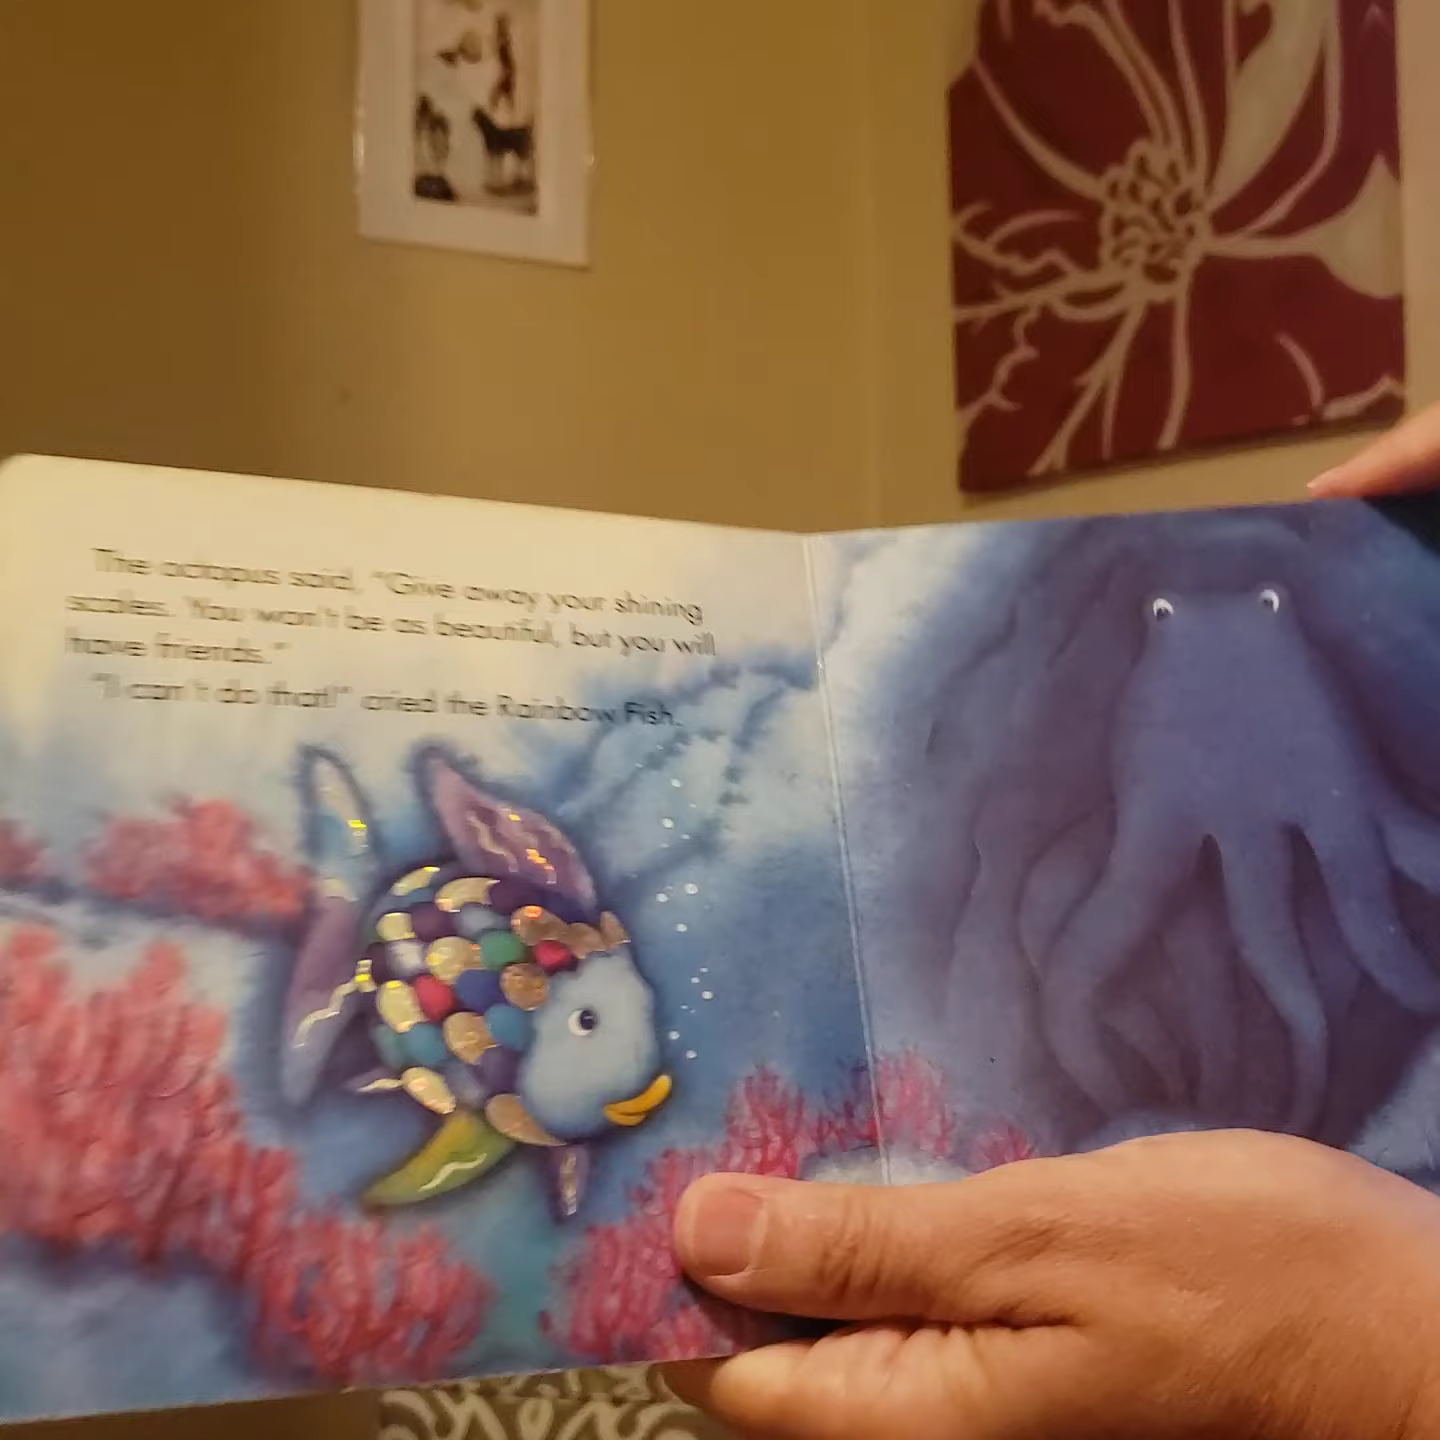 The octopus said, "Give away your shining
scales. You won't be as beautiful, but you will
have friends."
"I can't do that!" cried the Rainbow Fish.